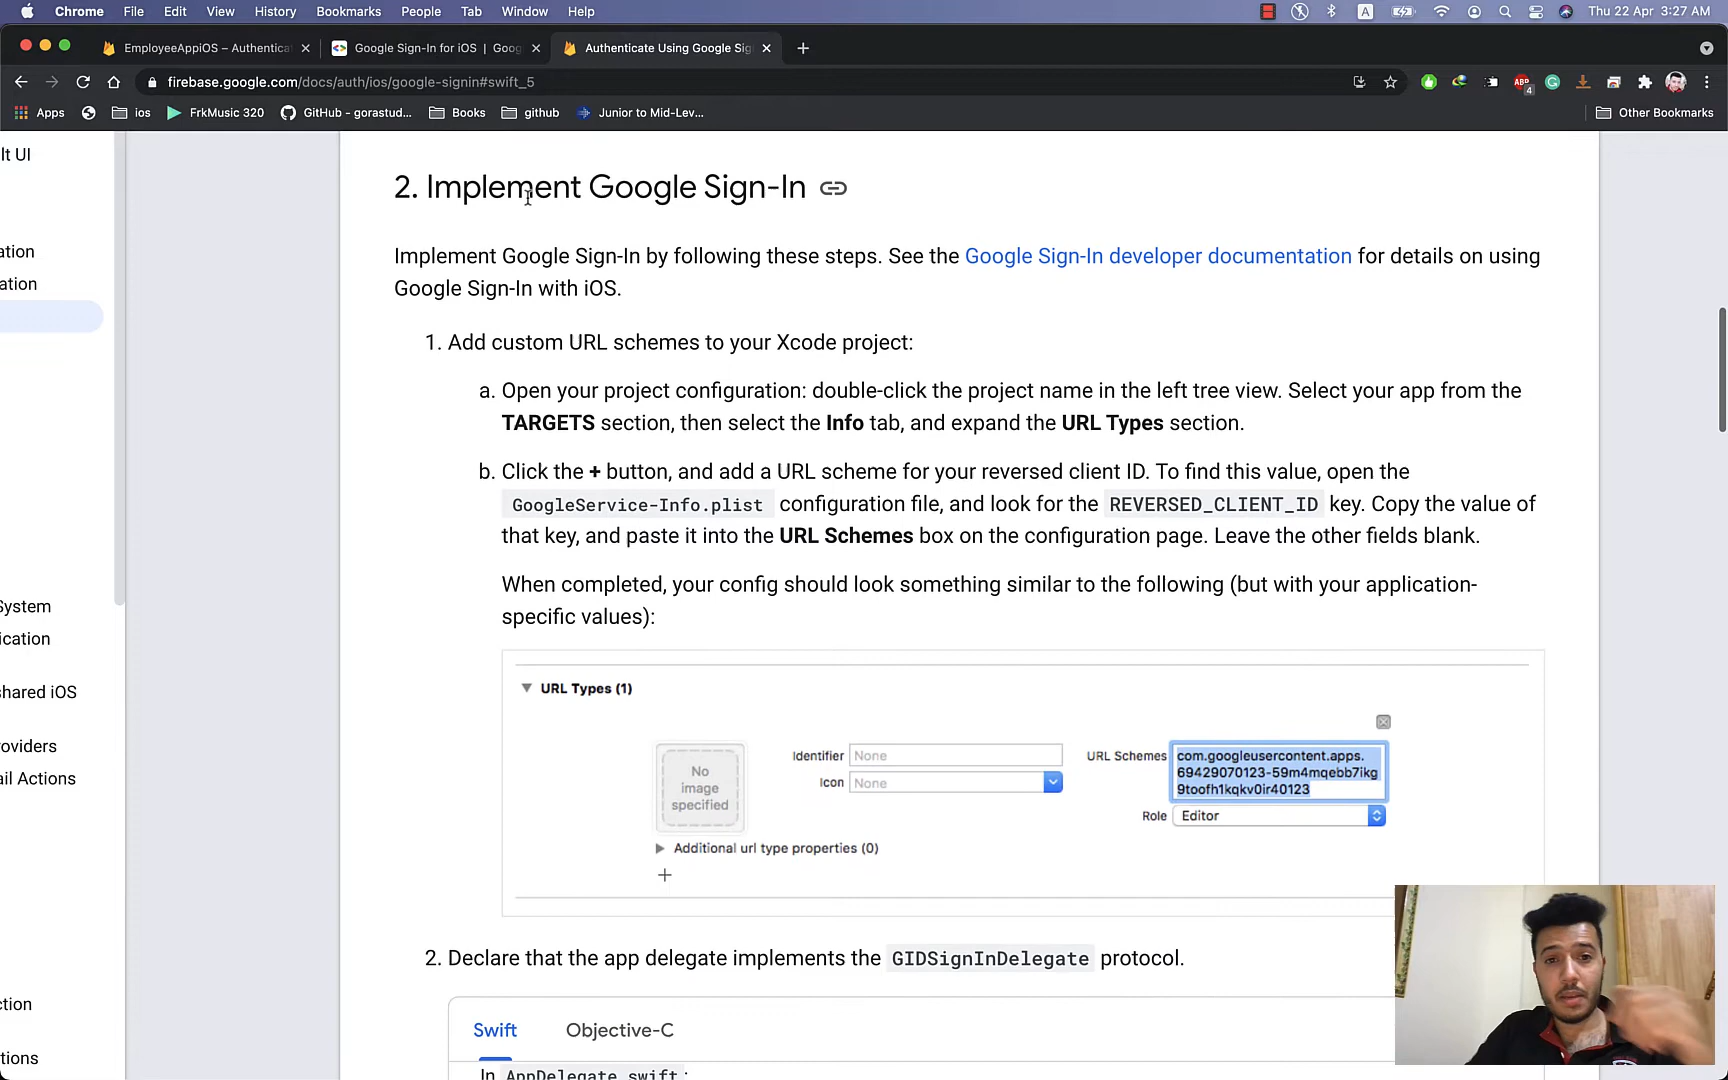 Chrome File Edit View History Bookmarks People Tab Window Help A Thu 22 Apr 3:27 AM
EmployeeAppiOS – Authentica Google Sign-In for iOS | Goog Authenticate Using Google Sig
firebase.google.com/docs/auth/ios/google-signin#swift_5 ABP 4
Apps ios FrkMusic 320 GitHub - gorastud... Books github Junior to Mid-Lev... Other Bookmarks
lt UI
ation
ation
System
ication
shared iOS
oviders
ail Actions
ction
tions
2. Implement Google Sign-In
Implement Google Sign-In by following these steps. See the Google Sign-In developer documentation for details on using
Google Sign-In with iOS.
1. Add custom URL schemes to your Xcode project:
a. Open your project configuration: double-click the project name in the left tree view. Select your app from the
TARGETS section, then select the Info tab, and expand the URL Types section.
b. Click the + button, and add a URL scheme for your reversed client ID. To find this value, open the
GoogleService-Info.plist configuration file, and look for the REVERSED_CLIENT_ID key. Copy the value of
that key, and paste it into the URL Schemes box on the configuration page. Leave the other fields blank.
When completed, your config should look something similar to the following (but with your application-
specific values):
URL Types (1)
No
image
specified
Identifier None
Icon None
URL Schemes com.googleusercontent.apps.
69429070123-59m4mqebb7ikg
9toofh1kqkv0ir40123
Role Editor
Additional url type properties (0)
2. Declare that the app delegate implements the GIDSignInDelegate protocol.
Swift Objective-C
In AppDelegate.swift: